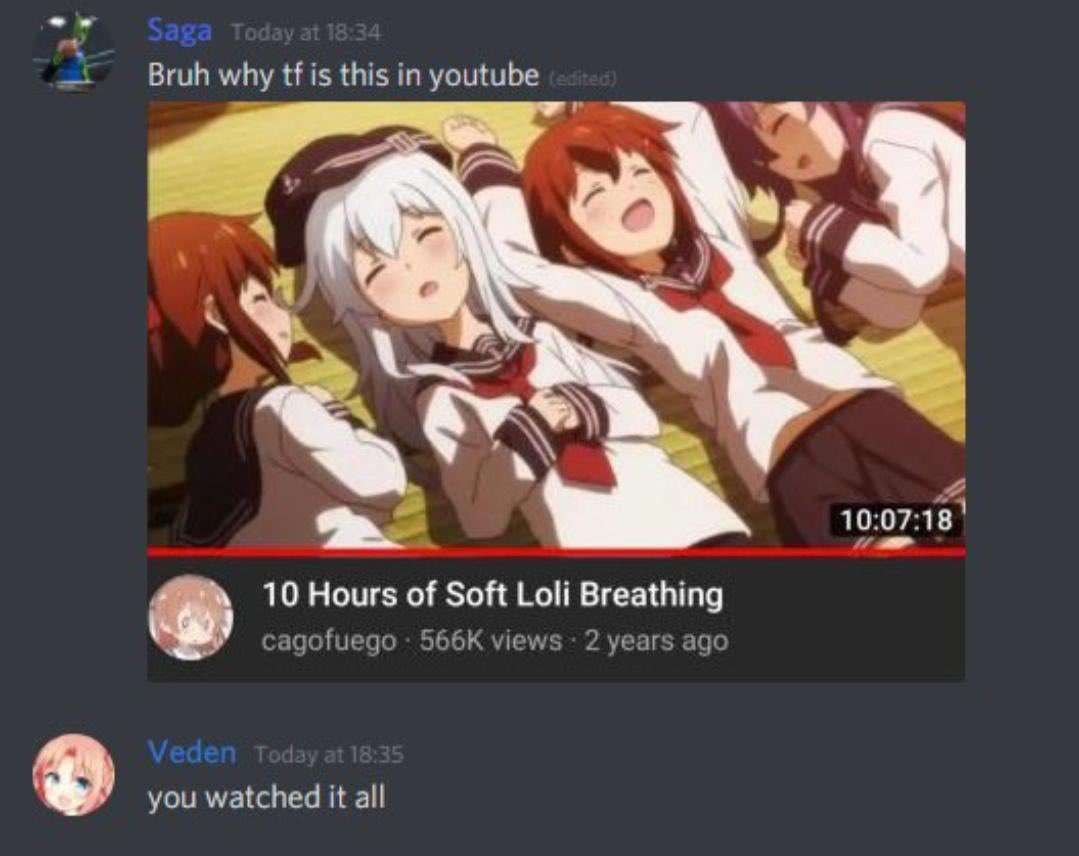 Saga Today at 18:34
Bruh why tf is this in youtube (edited)
10:07:18
10 Hours of Soft Loli Breathing
cagofuego · 566K views · 2 years ago
Veden Today at 18:35
you watched it all